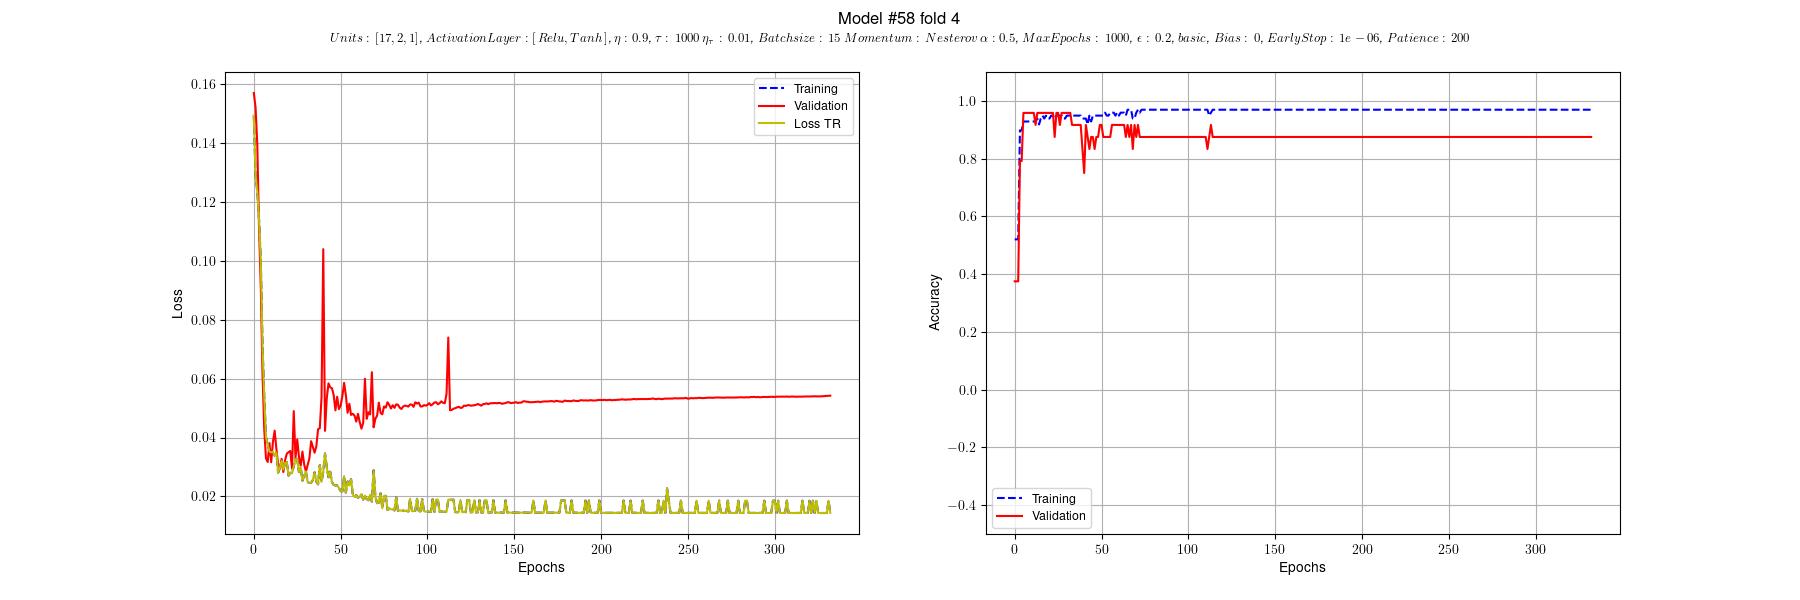 Model #58 fold 4
Units : [17, 2, 1], ActivationLayer : [Relu, Tanh], η : 0.9, τ : 1000 ητ : 0.01, Batchsize : 15 Momentum : Nesterov α : 0.5, MaxEpochs : 1000, ϵ : 0.2, basic, Bias : 0, EarlyStop : 1e − 06, Patience : 200
0.16
0.14
0.12
0.10
0.08
0.06
0.04
0.02
Loss
0 50 100 150 200 250 300
Epochs
Training
Validation
Loss TR
1.0
0.8
0.6
0.4
0.2
0.0
−0.2
−0.4
Accuracy
0 50 100 150 200 250 300
Epochs
Training
Validation